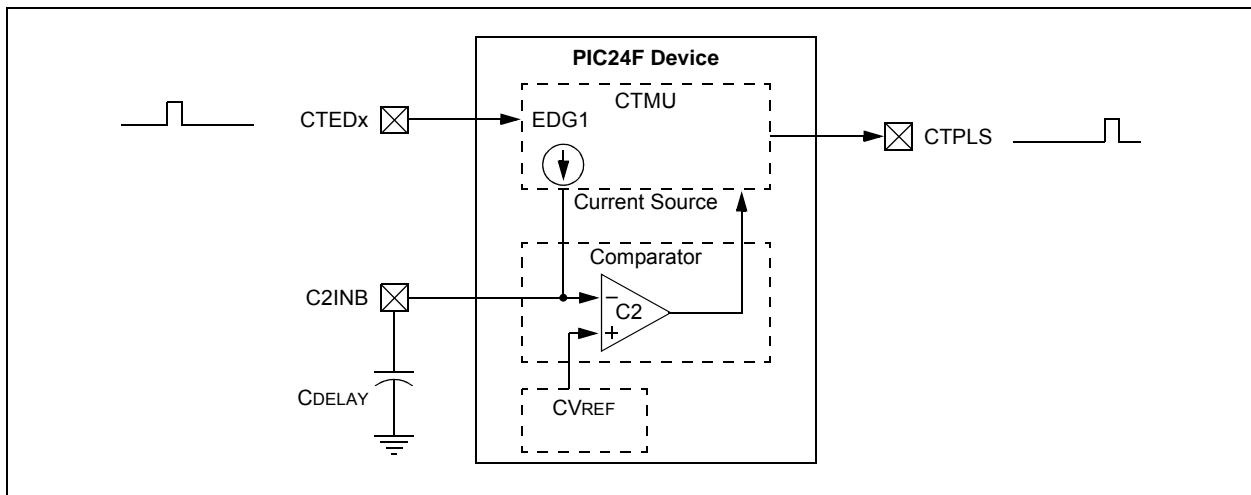 PIC24F Device
CTMU
CTEDx
EDG1
CTPLS
Current Source
Comparator
C2INB
−
C2
+
CDELAY
CVREF